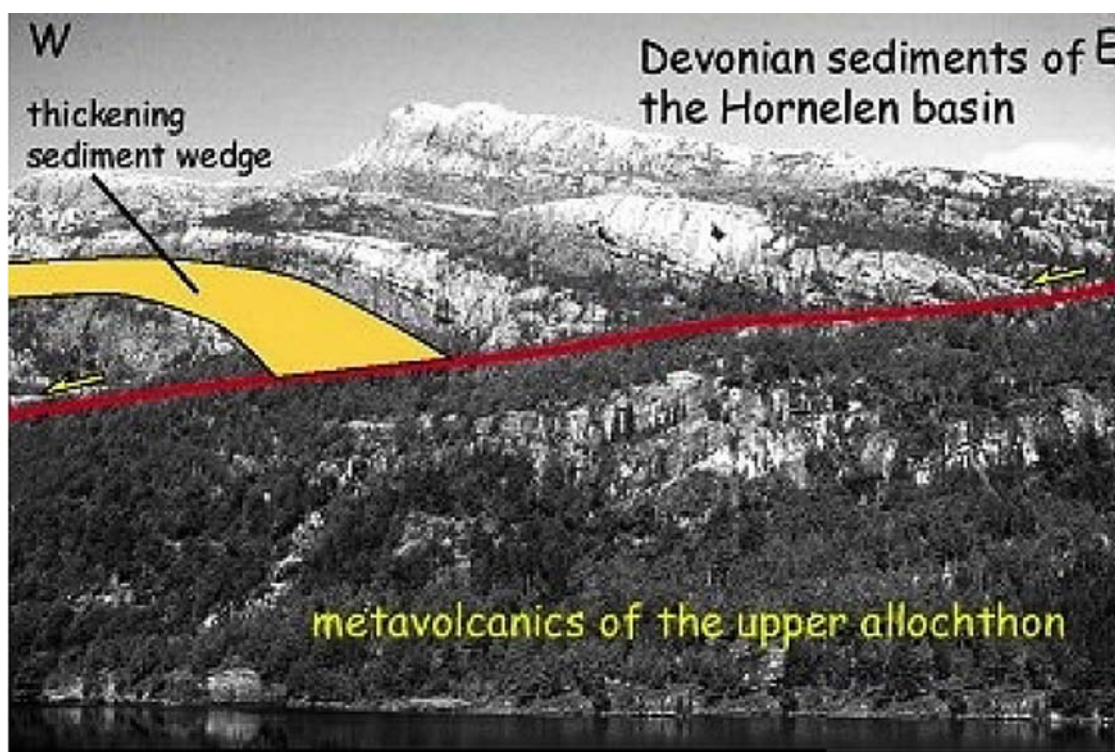 W
Devonian sediments of E
the Hornelen basin
thickening
sediment wedge
metavolcanics of the upper allochthon